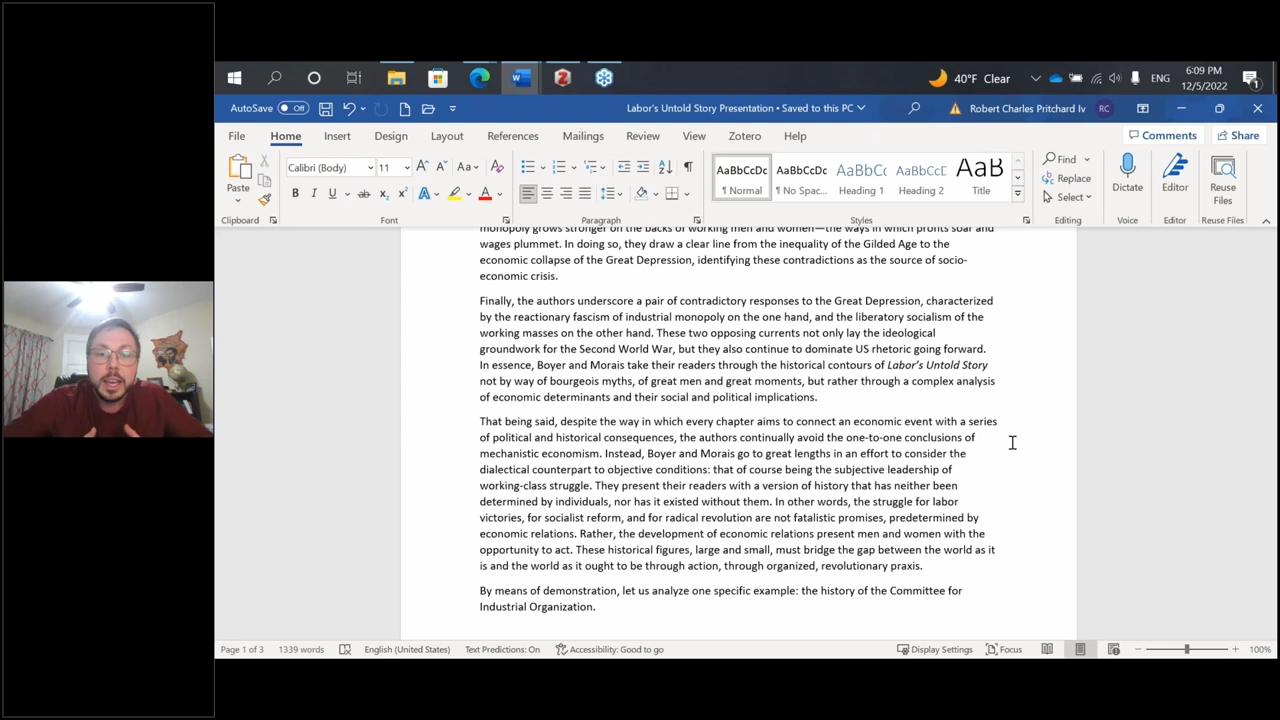 40°F Clear
ENG
6:09 PM
12/5/2022
AutoSave Off
Labor's Untold Story Presentation • Saved to this PC
Robert Charles Pritchard Iv
RC
File Home Insert Design Layout References Mailings Review View Zotero Help
Comments Share
Paste
Calibri (Body) 11
AaBbCcDc AaBbCcDc AaBbCc AaBbCcDc AaB
¶ Normal ¶ No Spac... Heading 1 Heading 2 Title
Find
Replace
Select
Dictate
Editor
Reuse
Files
Clipboard Font Paragraph Styles Editing Voice Editor Reuse Files
monopoly grows stronger on the backs of working men and women—the ways in which profits soar and
wages plummet. In doing so, they draw a clear line from the inequality of the Gilded Age to the
economic collapse of the Great Depression, identifying these contradictions as the source of socio-
economic crisis.
Finally, the authors underscore a pair of contradictory responses to the Great Depression, characterized
by the reactionary fascism of industrial monopoly on the one hand, and the liberatory socialism of the
working masses on the other hand. These two opposing currents not only lay the ideological
groundwork for the Second World War, but they also continue to dominate US rhetoric going forward.
In essence, Boyer and Morais take their readers through the historical contours of Labor's Untold Story
not by way of bourgeois myths, of great men and great moments, but rather through a complex analysis
of economic determinants and their social and political implications.
That being said, despite the way in which every chapter aims to connect an economic event with a series
of political and historical consequences, the authors continually avoid the one-to-one conclusions of
mechanistic economism. Instead, Boyer and Morais go to great lengths in an effort to consider the
dialectical counterpart to objective conditions: that of course being the subjective leadership of
working-class struggle. They present their readers with a version of history that has neither been
determined by individuals, nor has it existed without them. In other words, the struggle for labor
victories, for socialist reform, and for radical revolution are not fatalistic promises, predetermined by
economic relations. Rather, the development of economic relations present men and women with the
opportunity to act. These historical figures, large and small, must bridge the gap between the world as it
is and the world as it ought to be through action, through organized, revolutionary praxis.
By means of demonstration, let us analyze one specific example: the history of the Committee for
Industrial Organization.
Page 1 of 3 1339 words English (United States) Text Predictions: On Accessibility: Good to go Display Settings Focus 100%